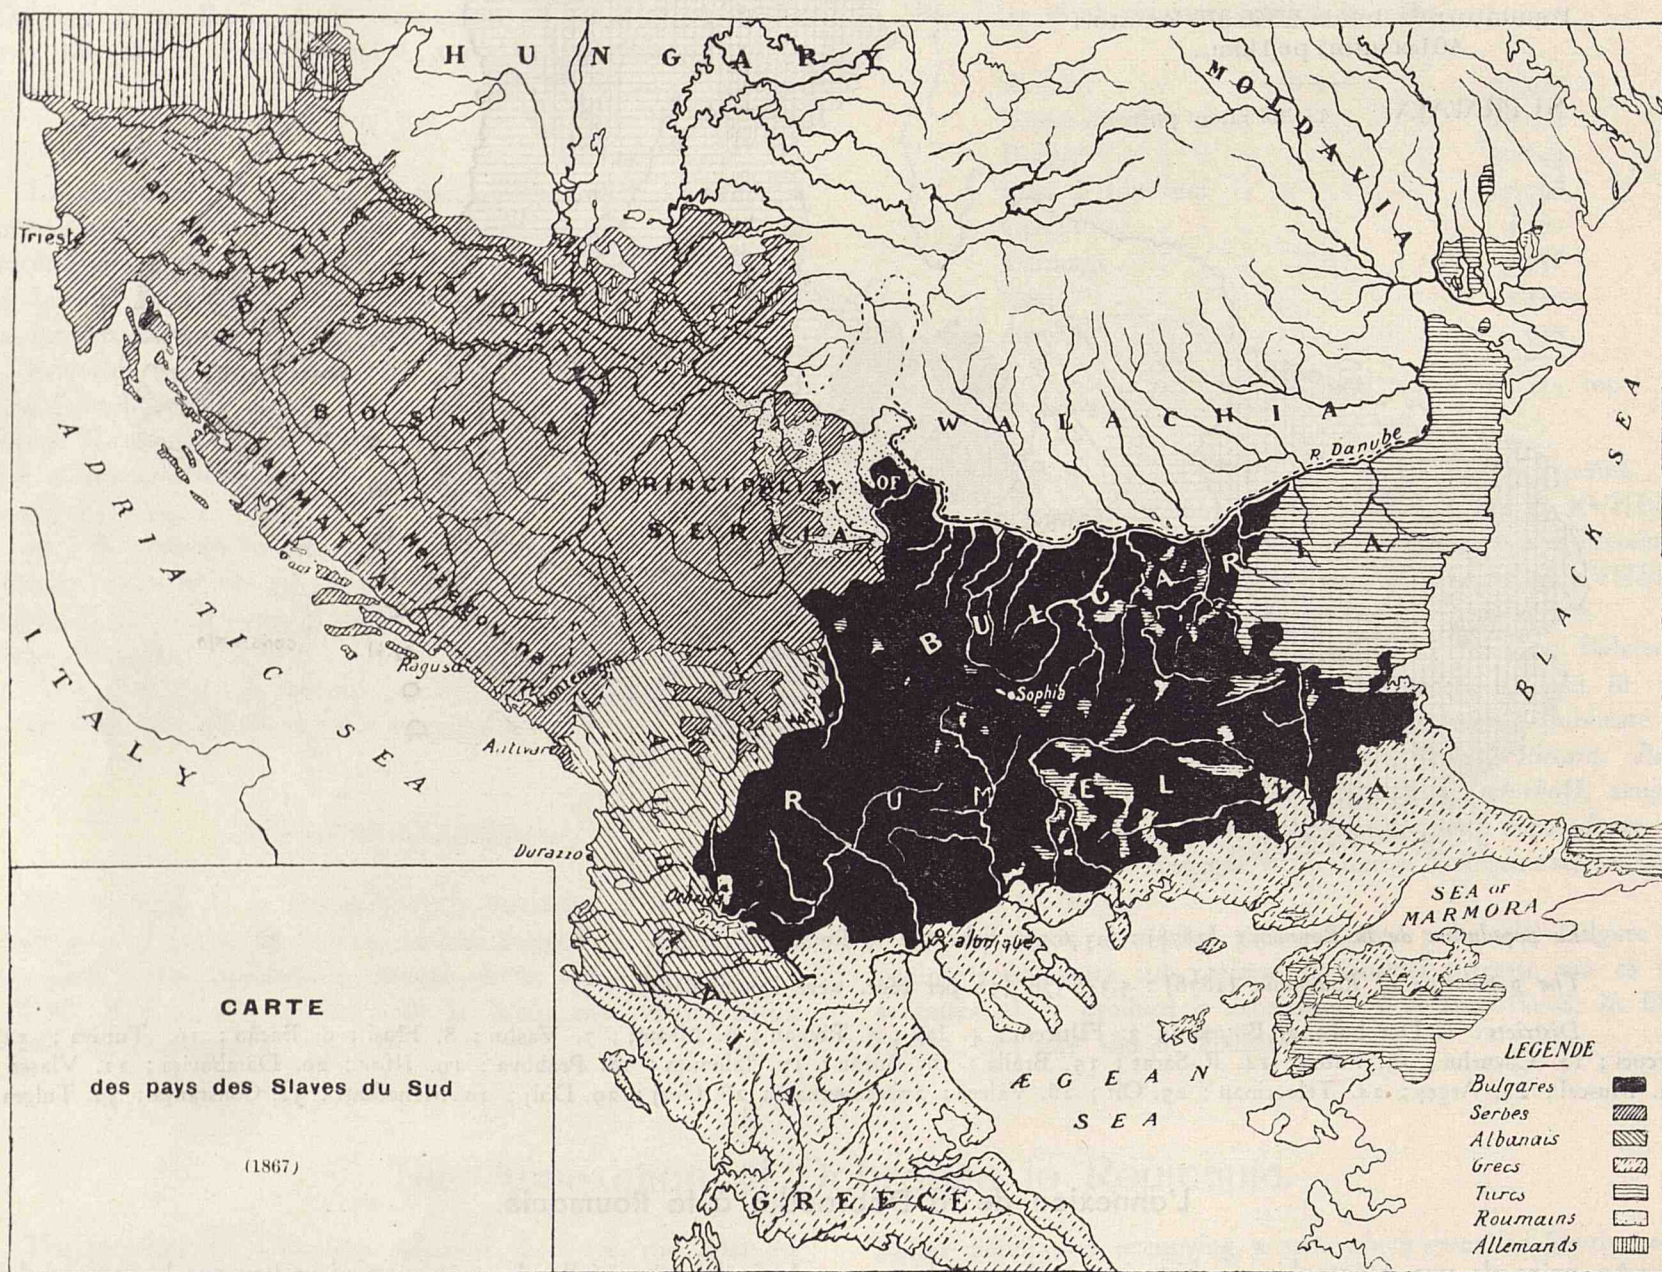 HUNGARY
MOLDAVIA
Julian Alps
Trieste
CROATIA
SLAVONIA
BOSNIA
WALACHIA
R. Danube
ADRIATIC SEA
DALMATIA
PRINCIPALITY OF
SERVIA
Hertzegovina
BULGARIA
BLACK SEA
ITALY
Ragusa
Montenegro
Sophia
Antivari
ALBANIA
RUMELIA
Durazzo
Ochrida
Salonique
SEA OF
MARMORA
ÆGEAN
SEA
GREECE
CARTE
des pays des Slaves du Sud
(1867)
LEGENDE
Bulgares
Serbes
Albanais
Grecs
Turcs
Roumains
Allemands